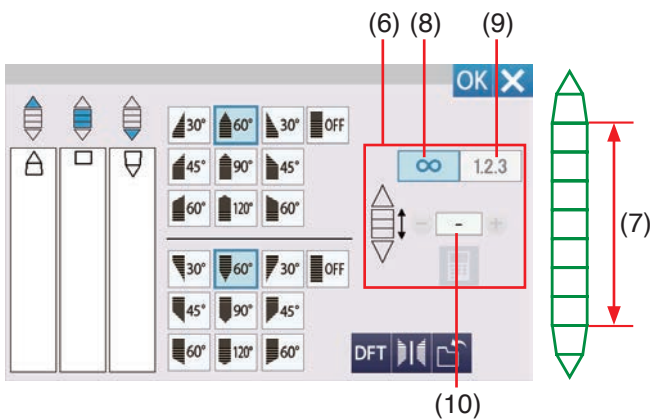 (6) (8) (9)
OK
30° 60° 30° OFF
∞ 1.2.3
45° 90° 45°
60° 120° 60°
- - +
(7)
30° 60° 30° OFF
45° 90° 45°
60° 120° 60°
DFT
(10)